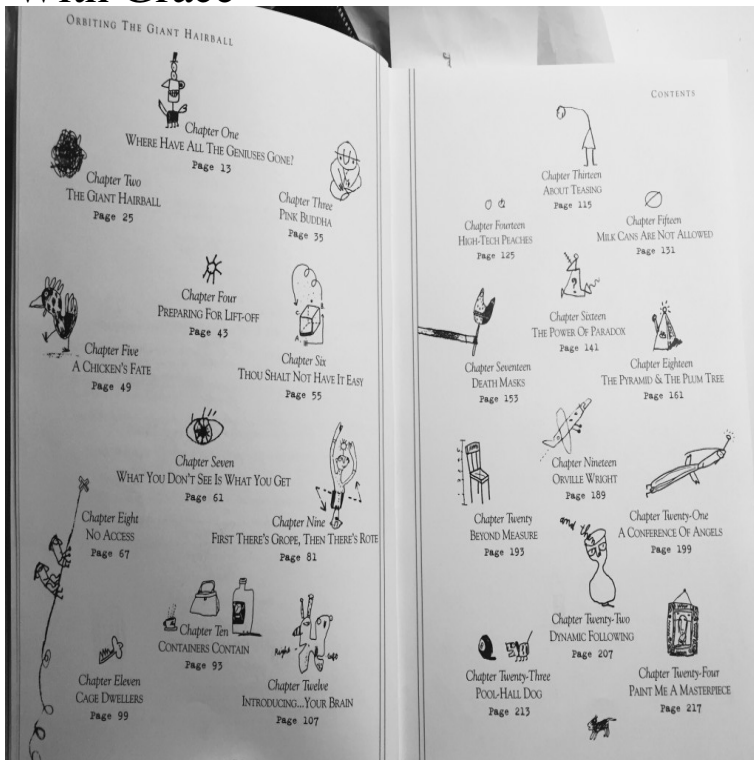 With Grace
ORBITING THE GIANT HAIRBALL
Chapter One
WHERE HAVE ALL THE GENIUSES GONE?
Page 13
Chapter Two
THE GIANT HAIRBALL
Page 25
Chapter Three
PINK BUDDHA
Page 35
Chapter Four
PREPARING FOR LIFT-OFF
Page 43
Chapter Five
A CHICKEN'S FATE
Page 49
Chapter Six
THOU SHALT NOT HAVE IT EASY
Page 55
Chapter Seven
WHAT YOU DON'T SEE IS WHAT YOU GET
Page 61
Chapter Eight
NO ACCESS
Page 67
Chapter Nine
FIRST THERE'S GROPE, THEN THERE'S ROTE
Page 81
Chapter Ten
CONTAINERS CONTAIN
Page 93
Chapter Eleven
CAGE DWELLERS
Page 99
Right
Chapter Twelve
INTRODUCING...YOUR BRAIN
Page 107
CONTENTS
Chapter Thirteen
ABOUT TEASING
Page 115
Chapter Fourteen
HIGH-TECH PEACHES
Page 125
Chapter Fifteen
MILK CANS ARE NOT ALLOWED
Page 131
?
Chapter Sixteen
THE POWER OF PARADOX
Page 141
Chapter Seventeen
DEATH MASKS
Page 153
Chapter Eighteen
THE PYRAMID & THE PLUM TREE
Page 161
Chapter Nineteen
ORVILLE WRIGHT
Page 189
Chapter Twenty
BEYOND MEASURE
Page 193
Chapter Twenty-One
A CONFERENCE OF ANGELS
Page 199
and the
Chapter Twenty-Two
DYNAMIC FOLLOWING
Page 207
Chapter Twenty-Three
POOL-HALL DOG
Page 213
Chapter Twenty-Four
PAINT ME A MASTERPIECE
Page 217